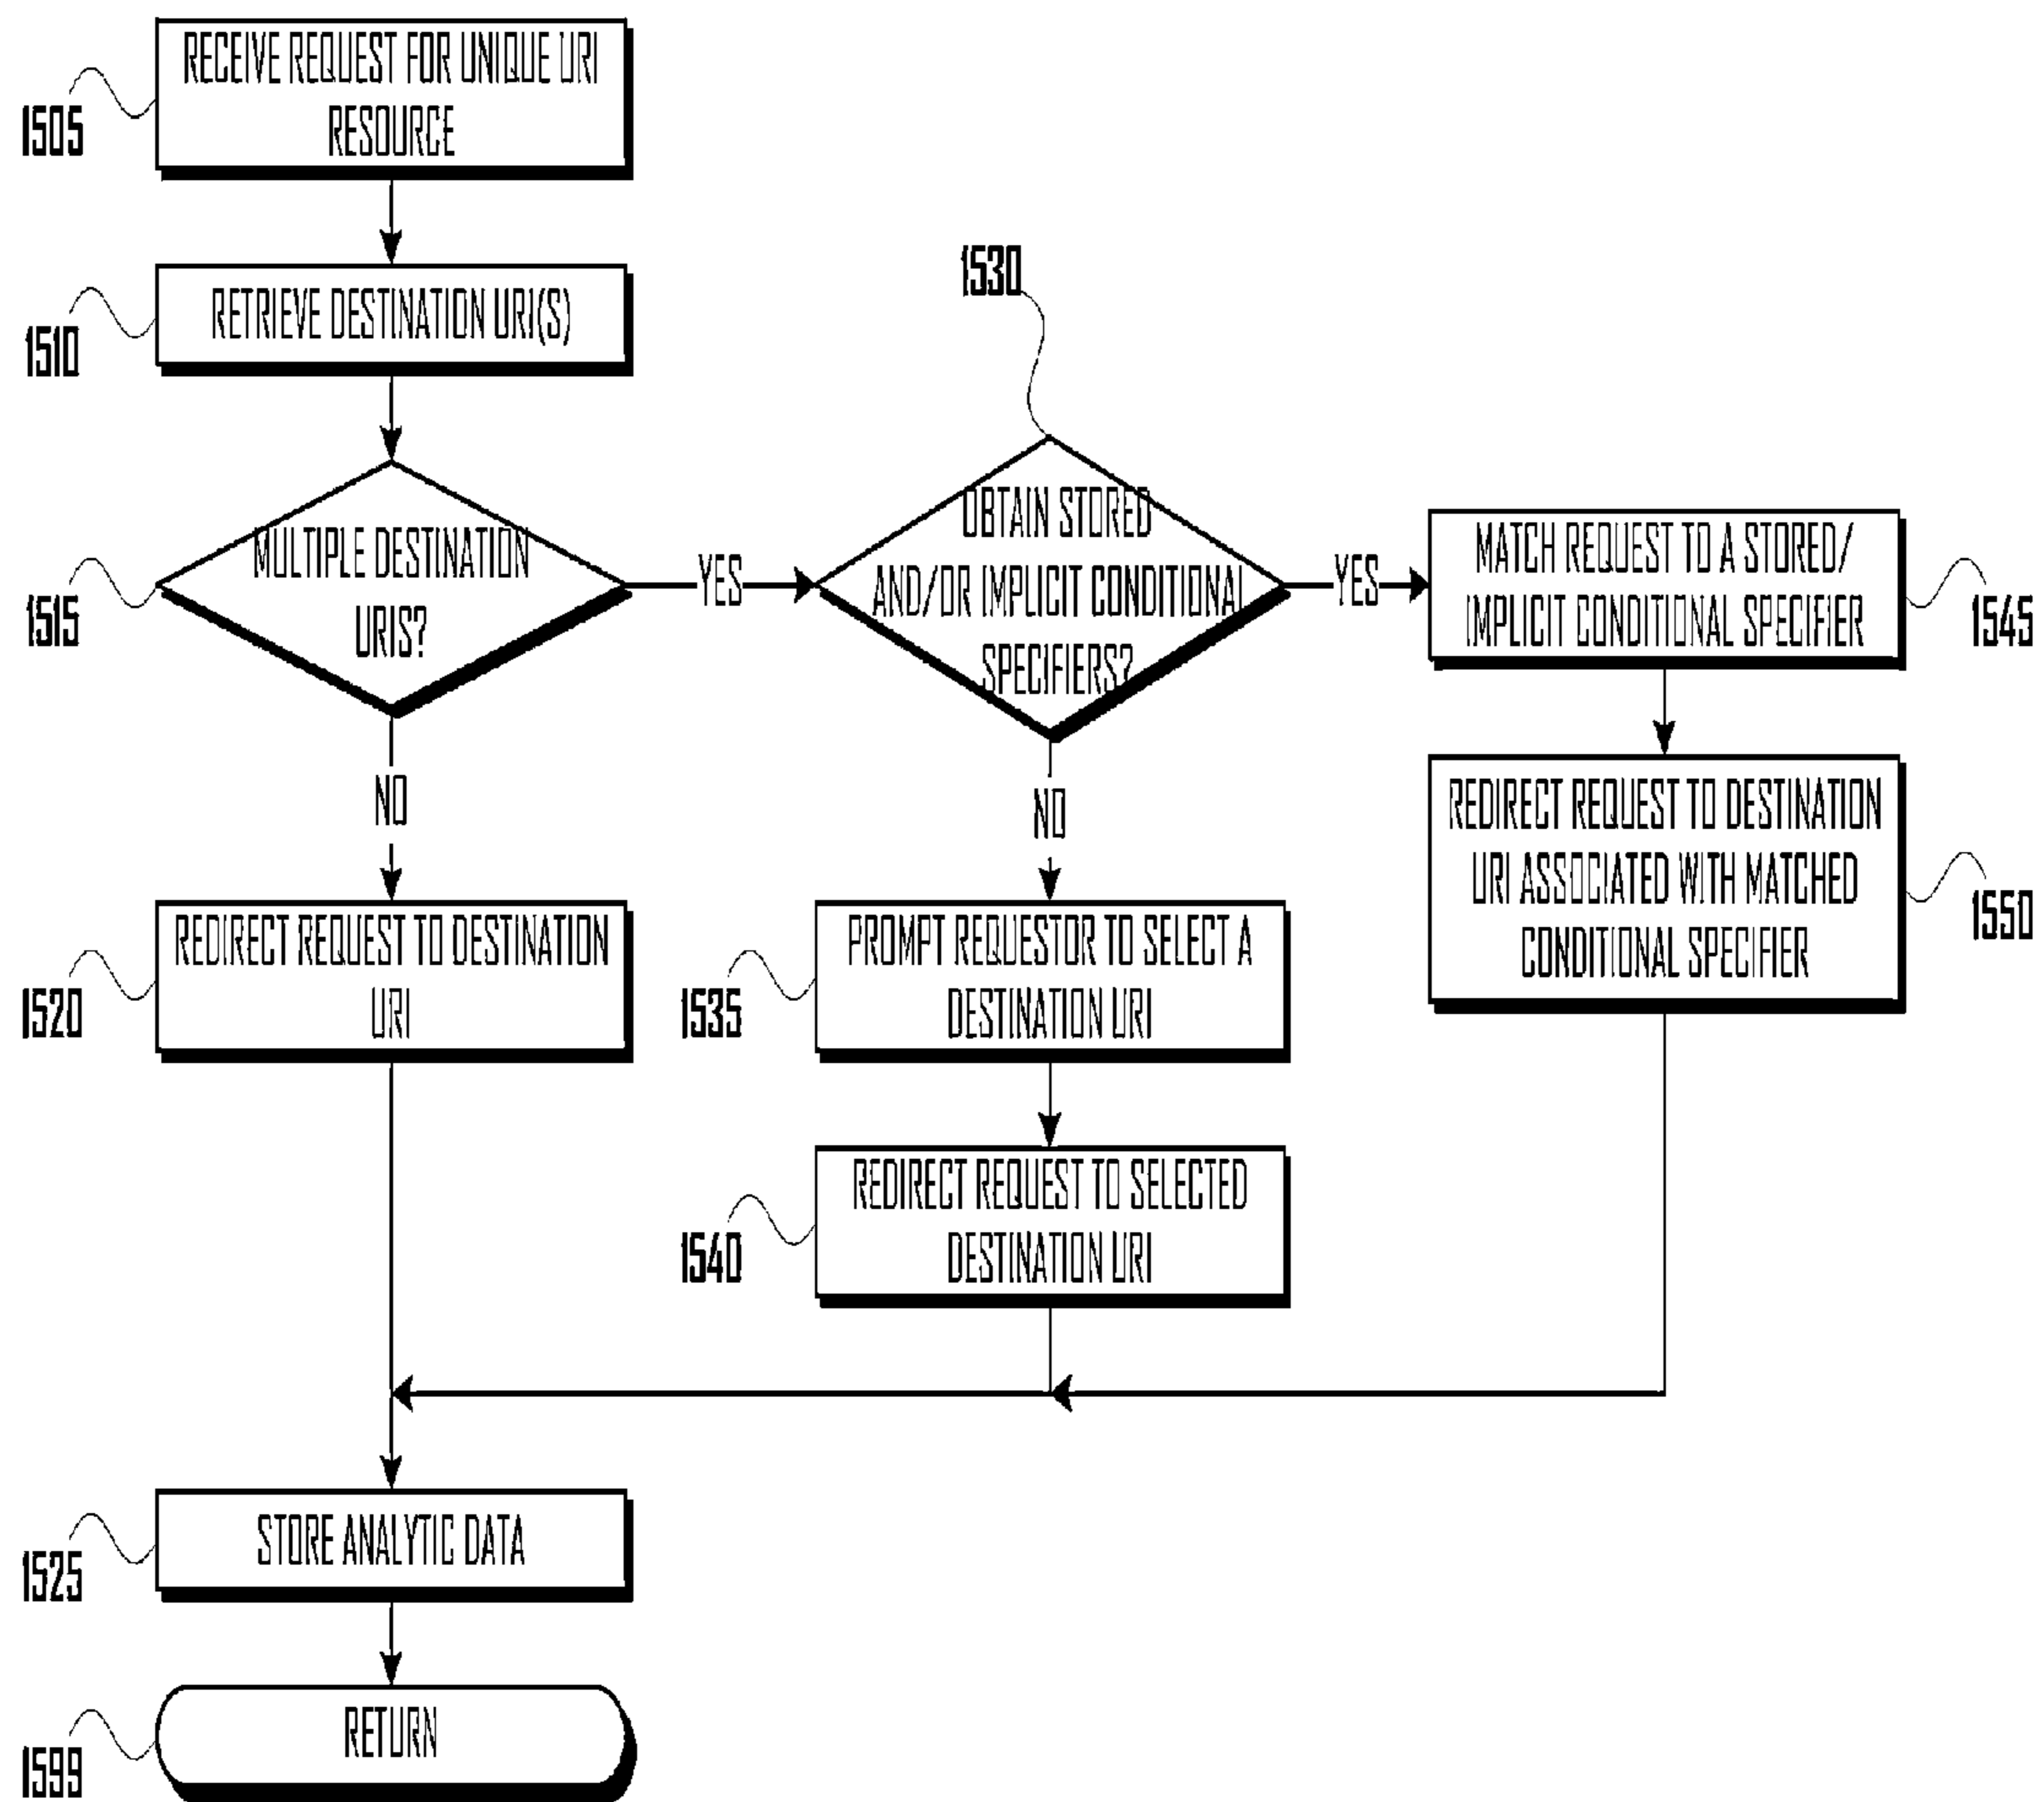 RECEIVE REQUEST FOR UNIQUE URI
RESOURCE
1505
RETRIEVE DESTINATION URI(S)
1510
MULTIPLE DESTINATION
URIS?
1515
YES
NO
1530
OBTAIN STORED
AND/OR IMPLICIT CONDITIONAL
SPECIFIERS?
YES
NO
MATCH REQUEST TO A STORED/
IMPLICIT CONDITIONAL SPECIFIER
1545
REDIRECT REQUEST TO DESTINATION
URI ASSOCIATED WITH MATCHED
CONDITIONAL SPECIFIER
1550
REDIRECT REQUEST TO DESTINATION
URI
1520
PROMPT REQUESTOR TO SELECT A
DESTINATION URI
1535
REDIRECT REQUEST TO SELECTED
DESTINATION URI
1540
STORE ANALYTIC DATA
1525
RETURN
1599